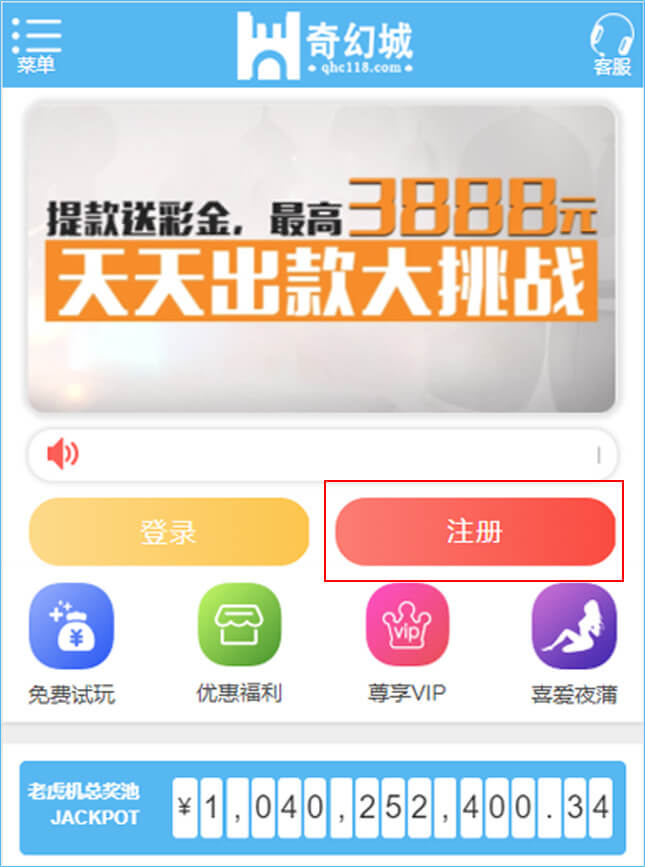 菜单
奇幻城
qhc118.com
客服
提款送彩金，最高3888元
天天出款大挑战
登录
注册
免费试玩
优惠福利
vip
尊享VIP
喜爱夜蒲
老虎机总奖池
JACKPOT
¥1,040,252,400.34